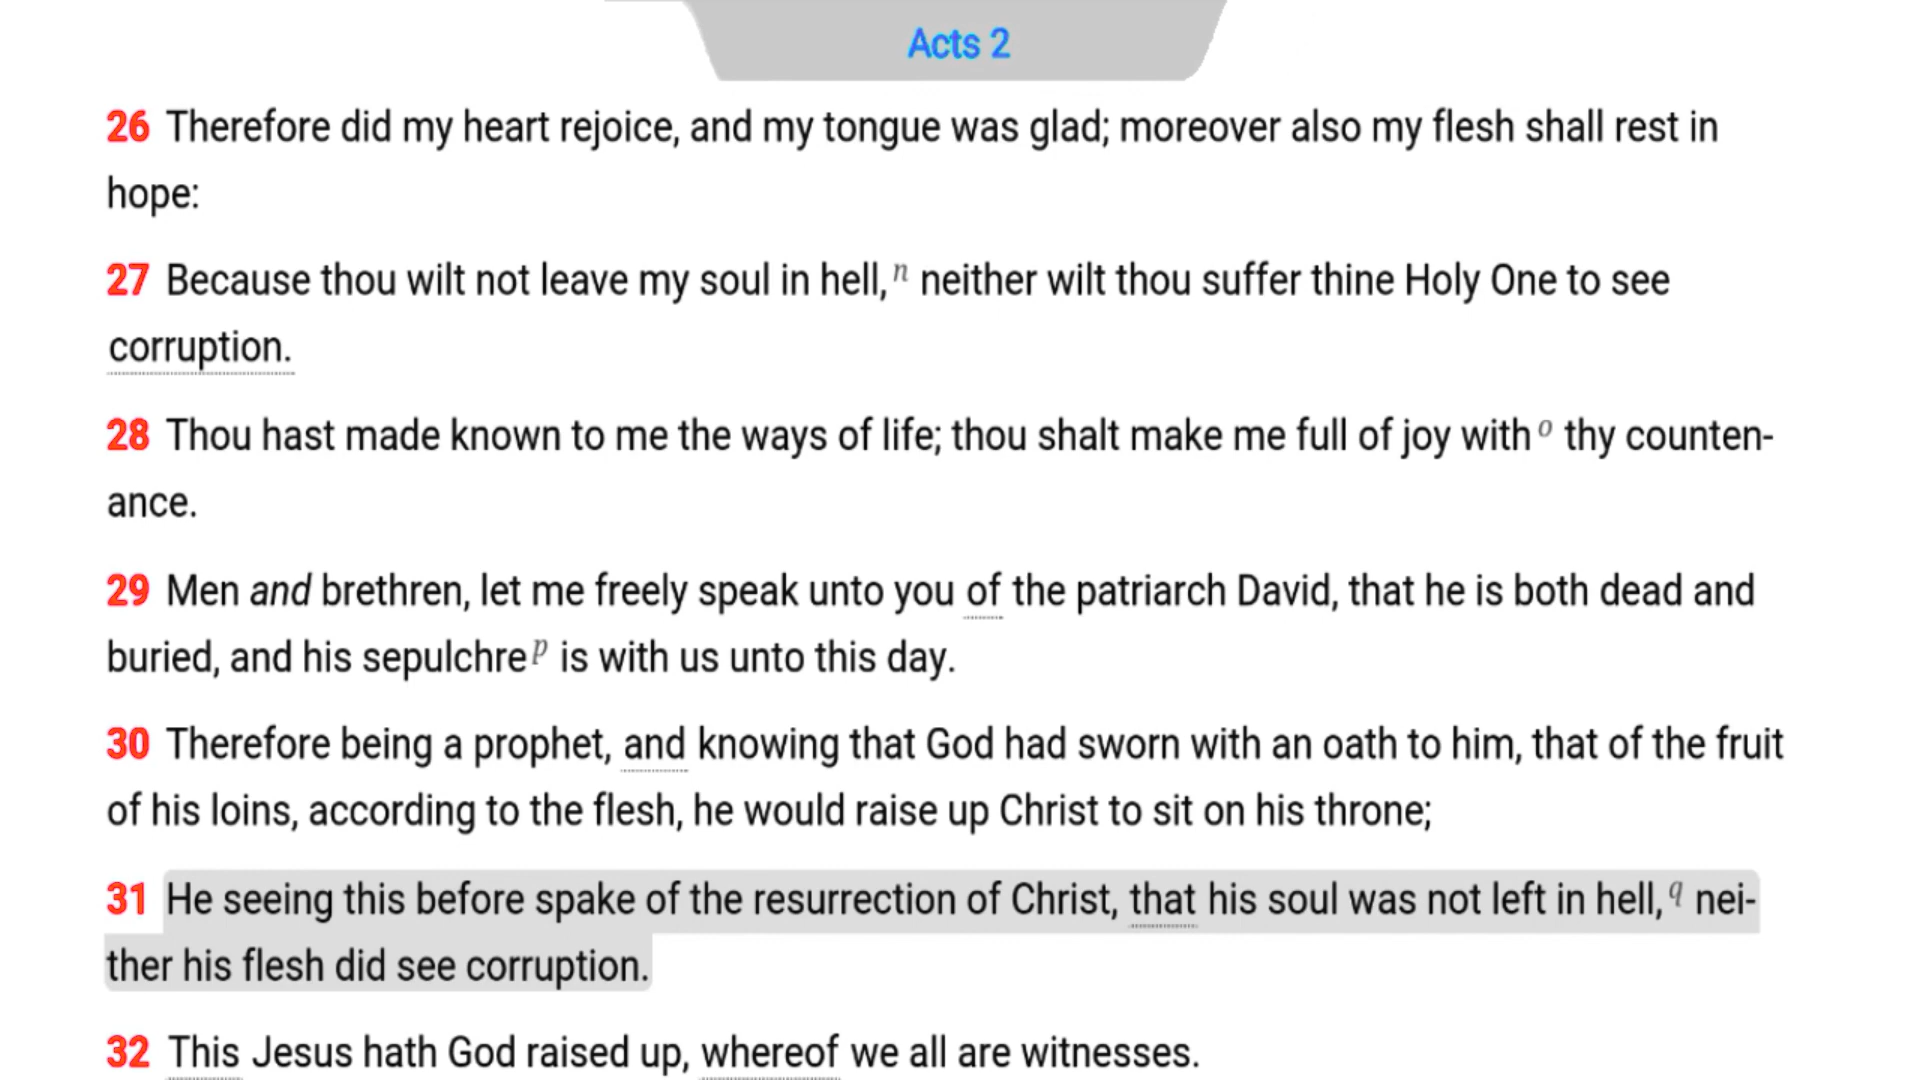 Acts 2
26 Therefore did my heart rejoice, and my tongue was glad; moreover also my flesh shall rest in
hope:
27 Because thou wilt not leave my soul in hell, n neither wilt thou suffer thine Holy One to see
corruption.
28 Thou hast made known to me the ways of life; thou shalt make me full of joy with o thy counten-
ance.
29 Men and brethren, let me freely speak unto you of the patriarch David, that he is both dead and
buried, and his sepulchre p is with us unto this day.
30 Therefore being a prophet, and knowing that God had sworn with an oath to him, that of the fruit
of his loins, according to the flesh, he would raise up Christ to sit on his throne;
31 He seeing this before spake of the resurrection of Christ, that his soul was not left in hell, q nei-
ther his flesh did see corruption.
32 This Jesus hath God raised up, whereof we all are witnesses.